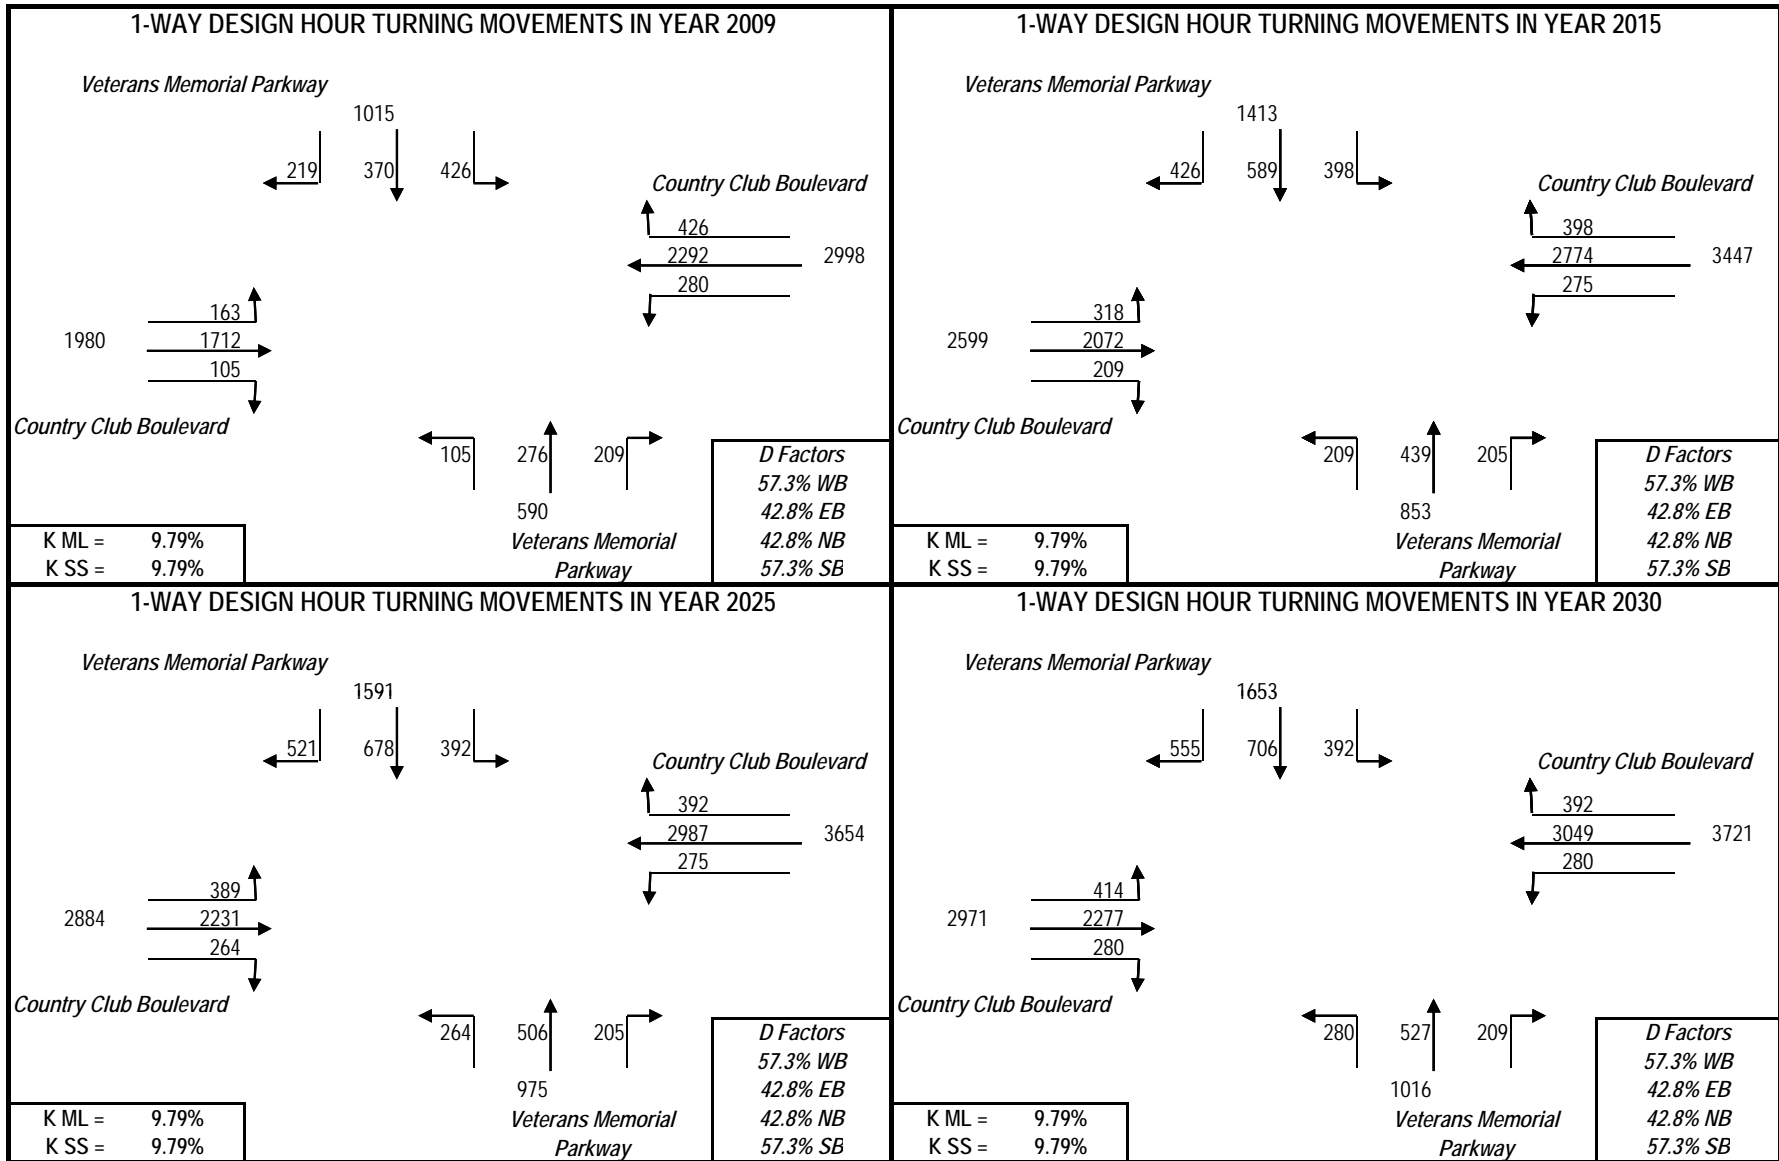 1-WAY DESIGN HOUR TURNING MOVEMENTS IN YEAR 2009
Veterans Memorial Parkway
1015
219 370 426
Country Club Boulevard
426
2292 2998
280
163
1980 1712
105
Country Club Boulevard
105 276 209
590
Veterans Memorial
Parkway
D Factors
57.3% WB
42.8% EB
42.8% NB
57.3% SB
K ML = 9.79%
K SS = 9.79%
1-WAY DESIGN HOUR TURNING MOVEMENTS IN YEAR 2015
Veterans Memorial Parkway
1413
426 589 398
Country Club Boulevard
398
2774 3447
275
318
2599 2072
209
Country Club Boulevard
209 439 205
853
Veterans Memorial
Parkway
D Factors
57.3% WB
42.8% EB
42.8% NB
57.3% SB
K ML = 9.79%
K SS = 9.79%
1-WAY DESIGN HOUR TURNING MOVEMENTS IN YEAR 2025
Veterans Memorial Parkway
1591
521 678 392
Country Club Boulevard
392
2987 3654
275
389
2884 2231
264
Country Club Boulevard
264 506 205
975
Veterans Memorial
Parkway
D Factors
57.3% WB
42.8% EB
42.8% NB
57.3% SB
K ML = 9.79%
K SS = 9.79%
1-WAY DESIGN HOUR TURNING MOVEMENTS IN YEAR 2030
Veterans Memorial Parkway
1653
555 706 392
Country Club Boulevard
392
3049 3721
280
414
2971 2277
280
Country Club Boulevard
280 527 209
1016
Veterans Memorial
Parkway
D Factors
57.3% WB
42.8% EB
42.8% NB
57.3% SB
K ML = 9.79%
K SS = 9.79%